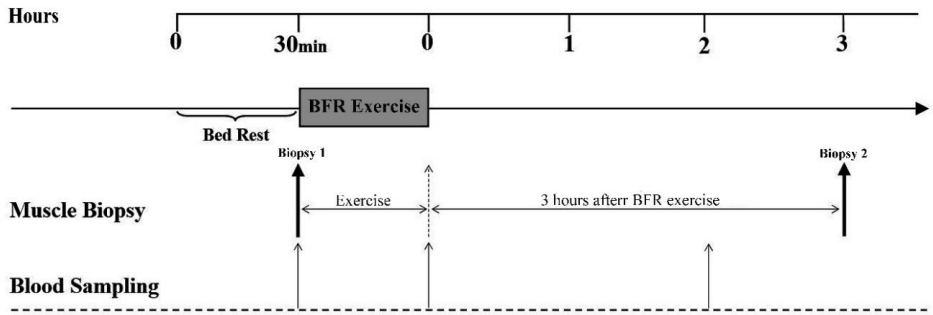 Hours
0 30min 0 1 2 3
BFR Exercise
Bed Rest
Biopsy 1 Biopsy 2
Muscle Biopsy Exercise 3 hours afterr BFR exercise
Blood Sampling